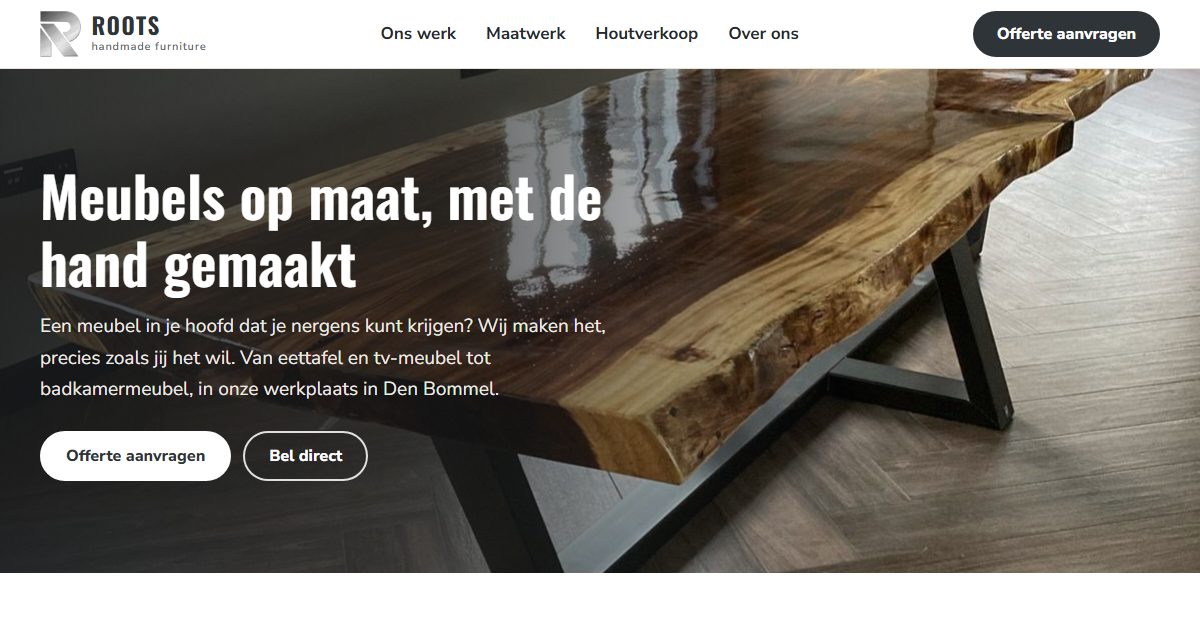 ROOTS
handmade furniture
Ons werk
Maatwerk
Houtverkoop
Over ons
Offerte aanvragen
Meubels op maat, met de
hand gemaakt
Een meubel in je hoofd dat je nergens kunt krijgen? Wij maken het,
precies zoals jij het wil. Van eettafel en tv-meubel tot
badkamermeubel, in onze werkplaats in Den Bommel.
Offerte aanvragen
Bel direct